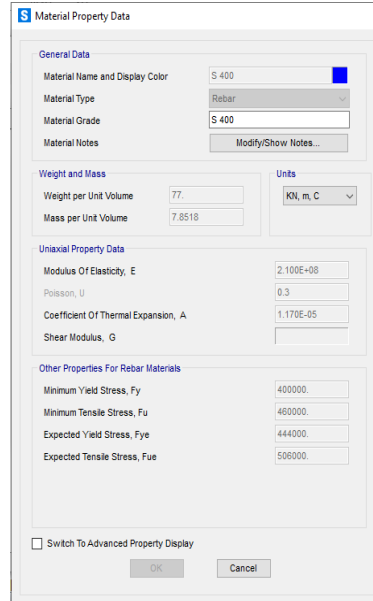 S Material Property Data
General Data
Material Name and Display Color S 400
Material Type Rebar
Material Grade S 400
Material Notes Modify/Show Notes...
Weight and Mass Units
Weight per Unit Volume 77. KN, m, C
Mass per Unit Volume 7.8518
Uniaxial Property Data
Modulus Of Elasticity, E 2.100E+08
Poisson, U 0.3
Coefficient Of Thermal Expansion, A 1.170E-05
Shear Modulus, G
Other Properties For Rebar Materials
Minimum Yield Stress, Fy 400000.
Minimum Tensile Stress, Fu 460000.
Expected Yield Stress, Fye 444000.
Expected Tensile Stress, Fue 506000.
Switch To Advanced Property Display
OK Cancel